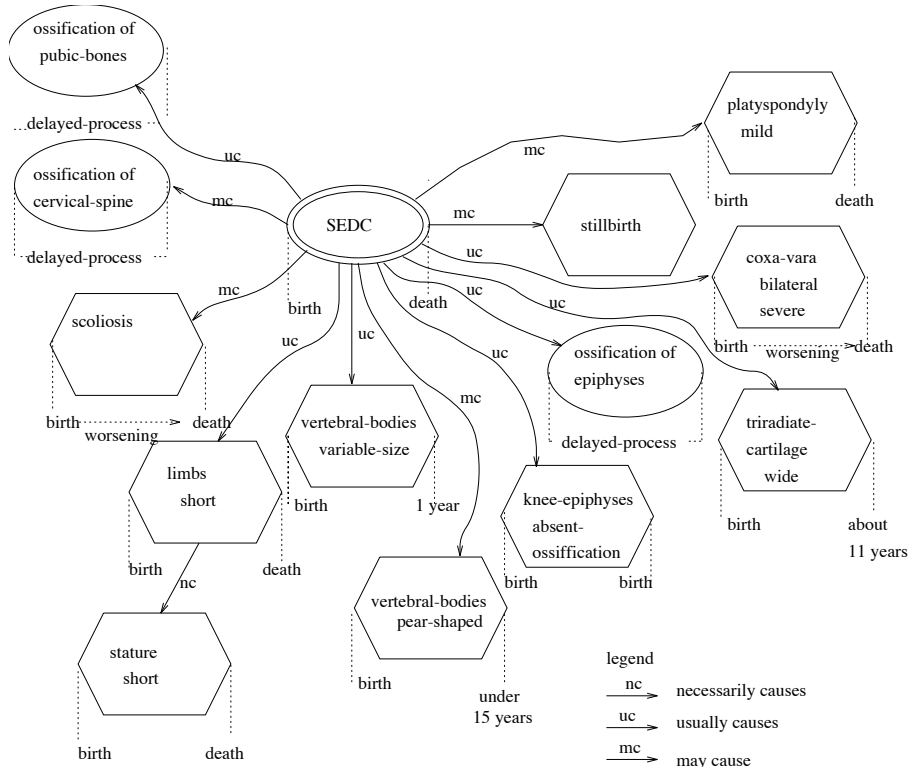 ossification of
pubic-bones
delayed-process
uc
ossification of
cervical-spine
delayed-process
mc
SEDC
birth
death
mc
platyspondyly
mild
birth
death
mc
stillbirth
uc
coxa-vara
bilateral
severe
birth
worsening
death
mc
scoliosis
birth
worsening
death
uc
limbs
short
birth
death
nc
stature
short
birth
death
uc
vertebral-bodies
variable-size
birth
1 year
mc
vertebral-bodies
pear-shaped
birth
under
15 years
uc
knee-epiphyses
absent-
ossiffication
birth
birth
uc
ossification of
epiphyses
delayed-process
uc
triradiate-
cartilage
wide
birth
about
11 years
legend
nc
necessarily causes
uc
usually causes
mc
may cause